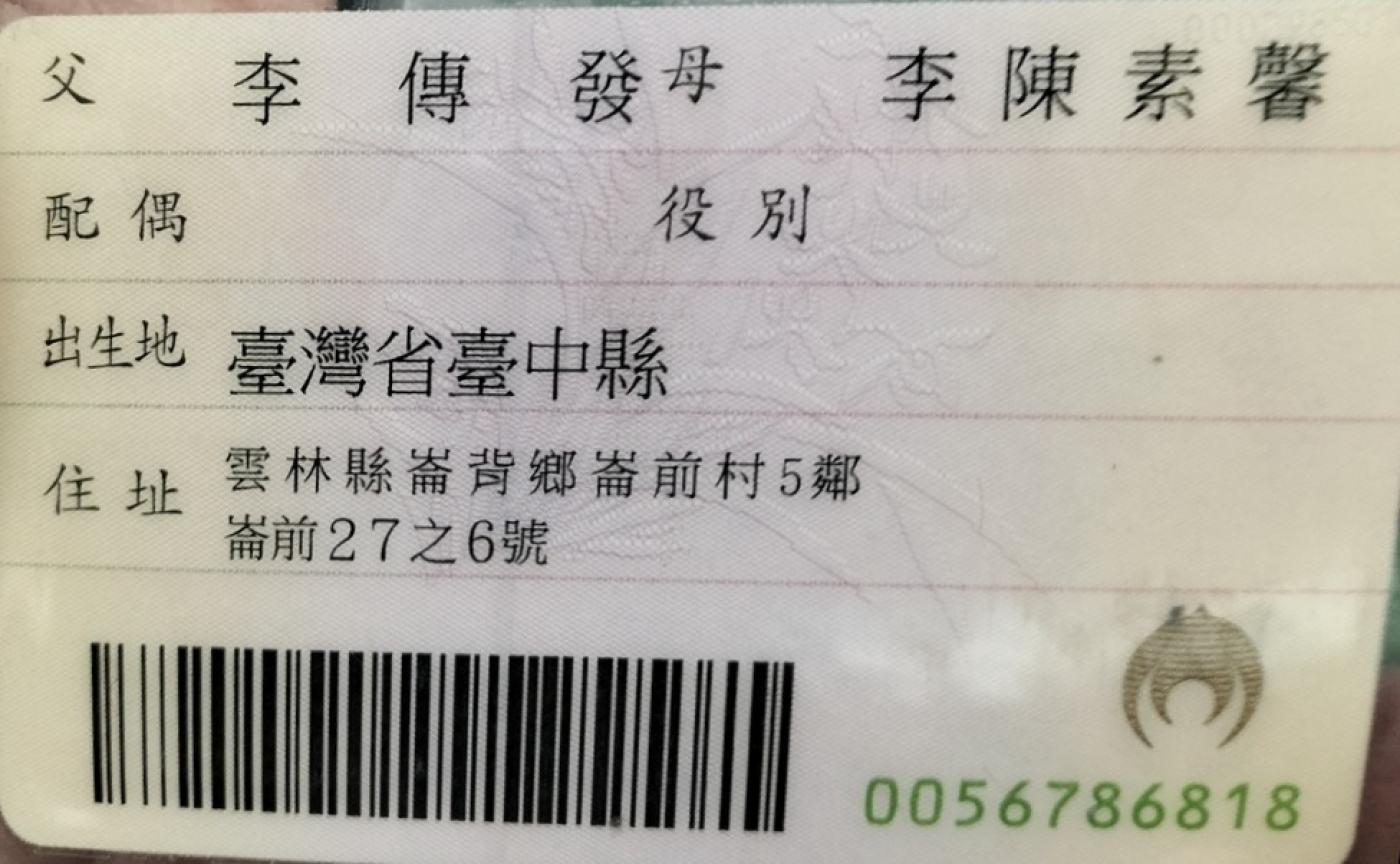 父 李傳發 母 李陳素馨
配偶 役別
出生地 臺灣省臺中縣
住址 雲林縣崙背鄉崙前村5鄰
崙前27之6號
0056786818